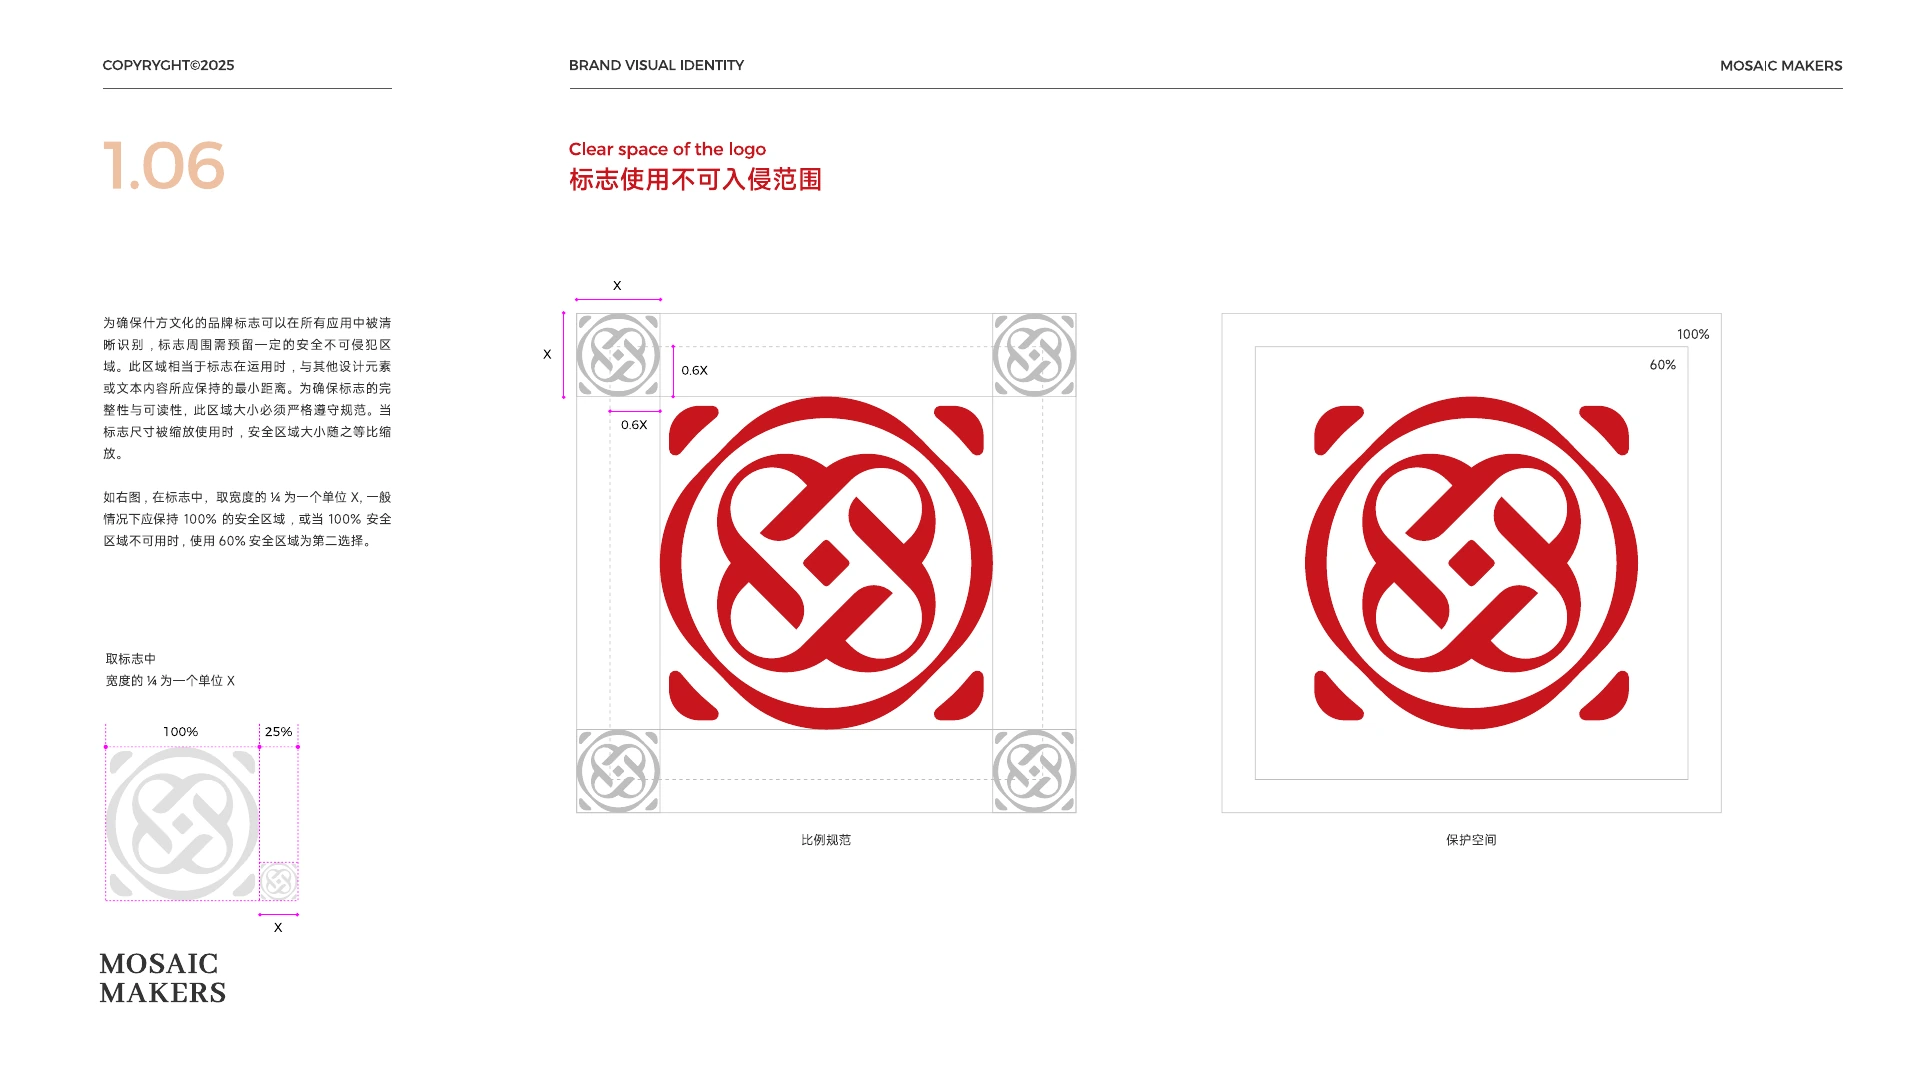 COPYRYGHT©2025
BRAND VISUAL IDENTITY
MOSAIC MAKERS
1.06
Clear space of the logo
标志使用不可入侵范围
为确保什方文化的品牌标志可以在所有应用中被清
晰识别，标志周围需预留一定的安全不可侵犯区
域。此区域相当于标志在运用时，与其他设计元素
或文本内容所应保持的最小距离。为确保标志的完
整性与可读性，此区域大小必须严格遵守规范。当
标志尺寸被缩放使用时，安全区域大小随之等比缩
放。
如右图，在标志中，取宽度的 ¼ 为一个单位 X, 一般
情况下应保持 100% 的安全区域，或当 100% 安全
区域不可用时，使用 60% 安全区域为第二选择。
取标志中
宽度的 ¼ 为一个单位 X
100%
25%
X
MOSAIC
MAKERS
X
X
0.6X
0.6X
比例规范
100%
60%
保护空间